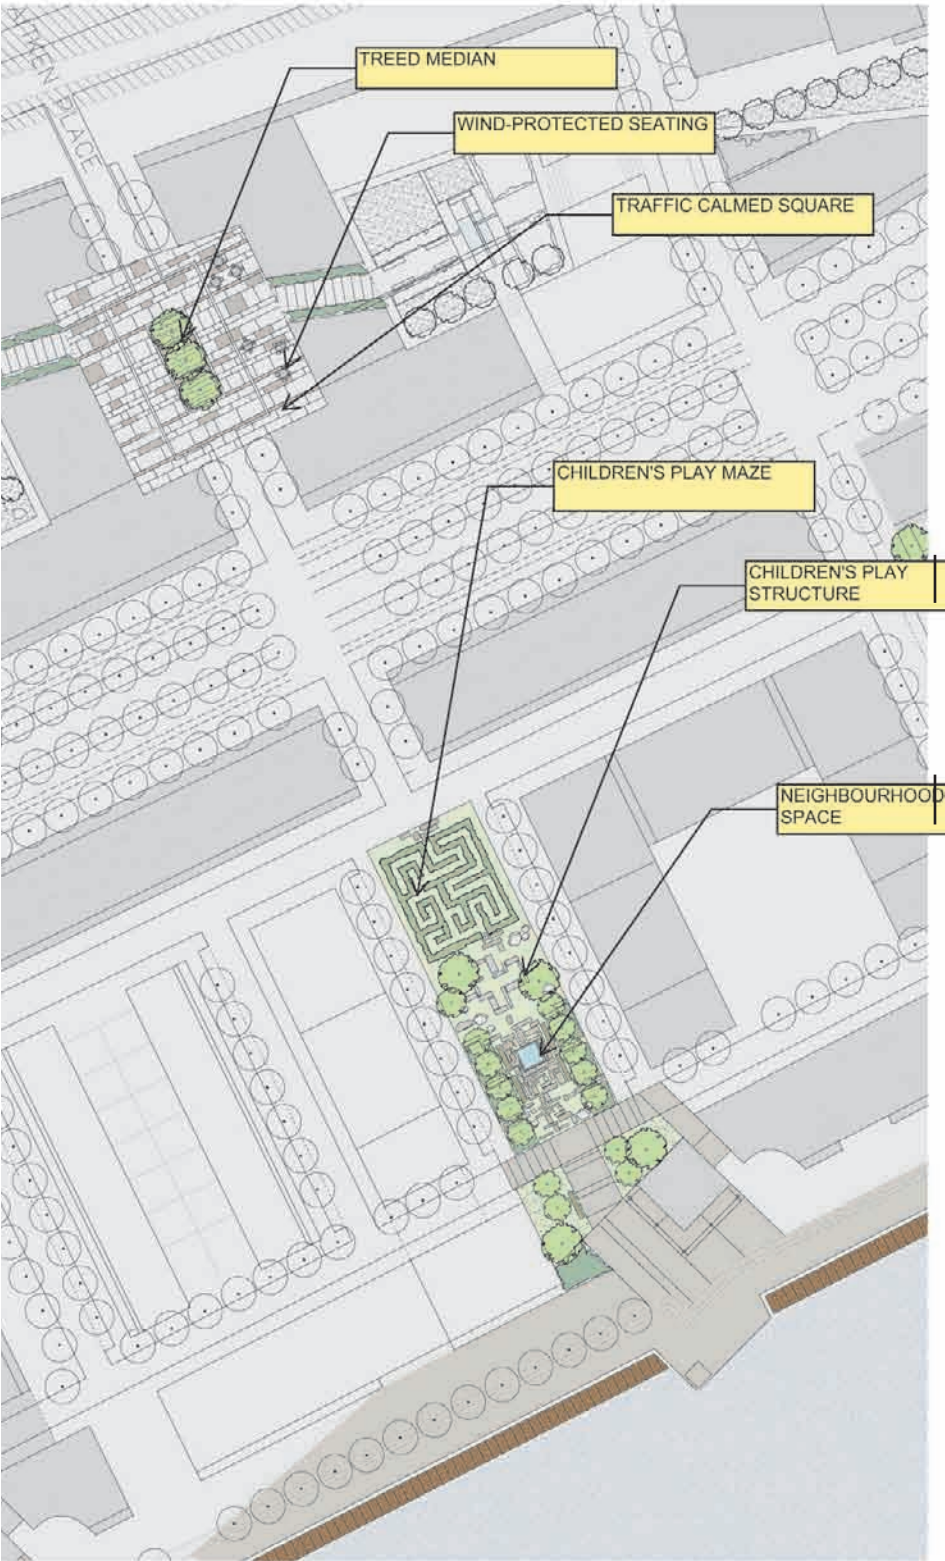 PLACE
TREED MEDIAN
WIND-PROTECTED SEATING
TRAFFIC CALMED SQUARE
CHILDREN'S PLAY MAZE
CHILDREN'S PLAY
STRUCTURE
NEIGHBOURHOOD
SPACE